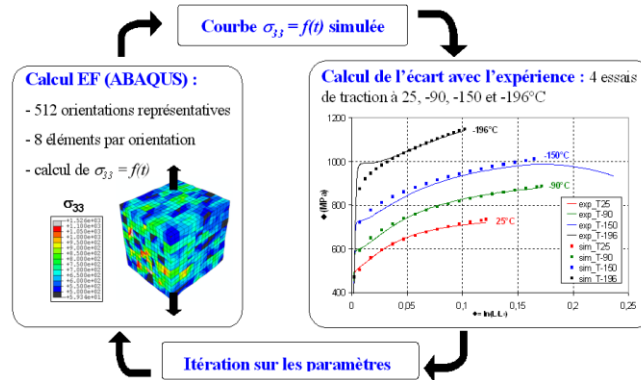 Courbe σ33 = f(t) simulée
Calcul EF (ABAQUS) :
- 512 orientations représentatives
- 8 éléments par orientation
- calcul de σ33 = f(t)
σ33
Calcul de l'écart avec l'expérience : 4 essais
de traction à 25, -90, -150 et -196°C
1200
1000
800
600
400
Φ (MPa)
-196°C
-150°C
-90°C
25°C
exp_T25
exp_T-90
exp_T-150
exp_T-196
sim_T25
sim_T-90
sim_T-150
sim_T-196
0
0,05
0,1
0,15
0,2
0,25
Itération sur les paramètres